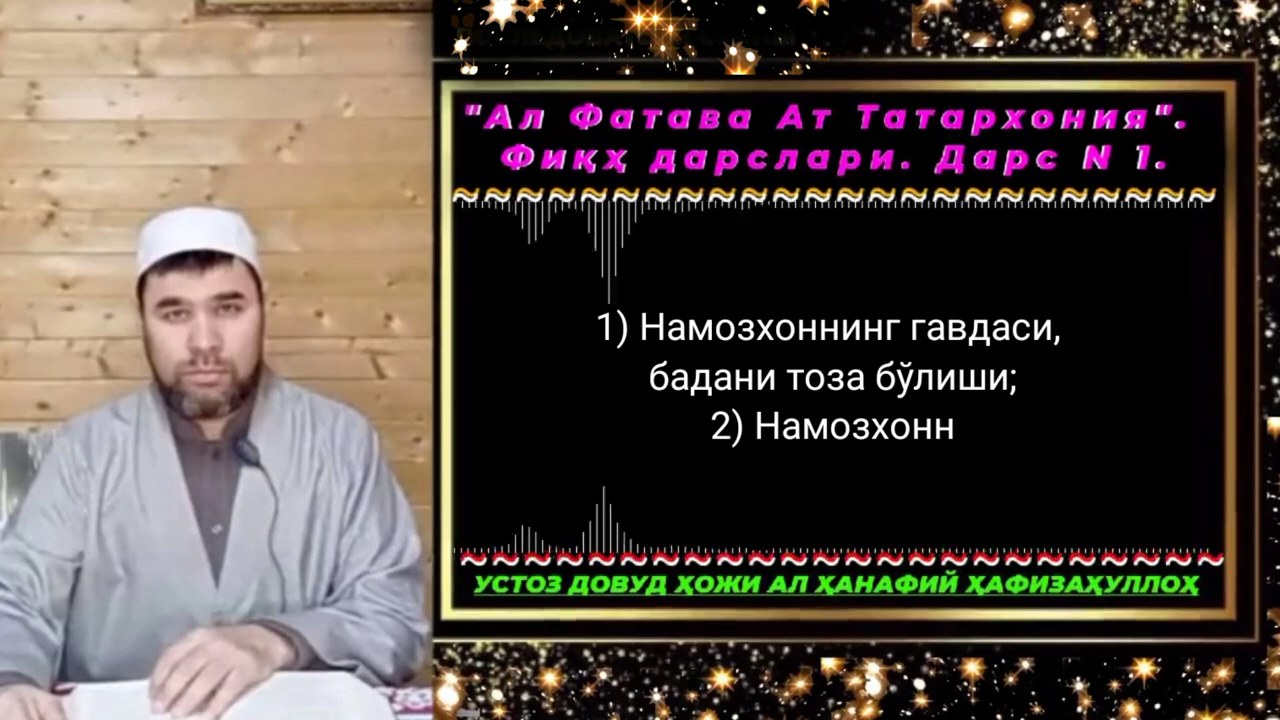 "Ал Фатава Ат Татархония".
Фиқҳ дарслари. Дарс N 1.
1) Намозхоннинг гавдаси,
бадани тоза бўлиши;
2) Намозхонн
УСТОЗ ДОВУД ҲОЖИ АЛ ҲАНАФИЙ ҲАФИЗАҲУЛЛОҲ